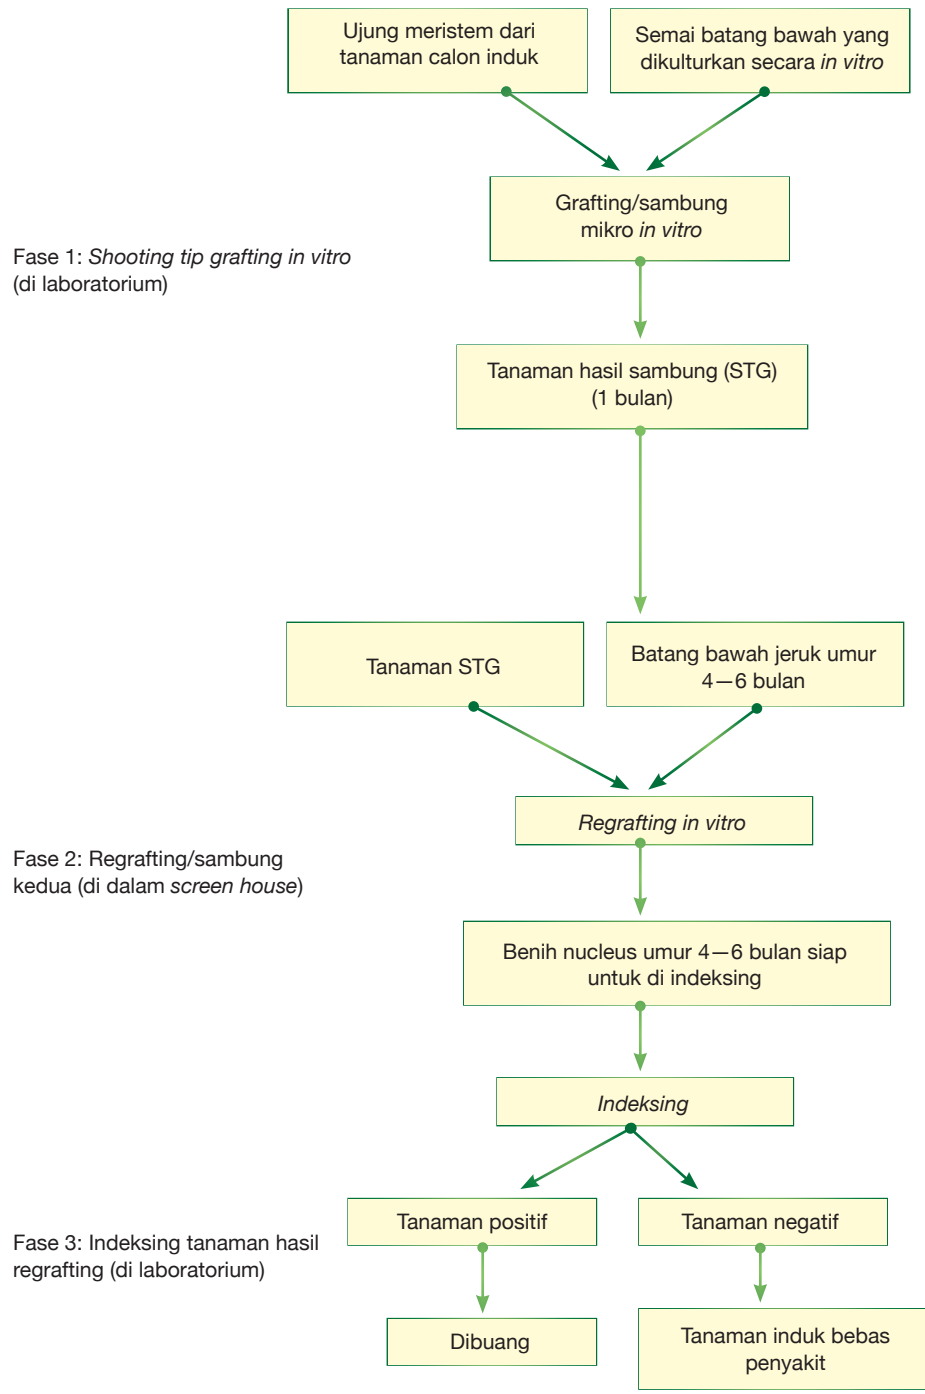 Ujung meristem dari
tanaman calon induk
Semai batang bawah yang
dikulturkan secara in vitro
Grafting/sambung
mikro in vitro
Fase 1: Shooting tip grafting in vitro
(di laboratorium)
Tanaman hasil sambung (STG)
(1 bulan)
Tanaman STG
Batang bawah jeruk umur
4—6 bulan
Regrafting in vitro
Fase 2: Regrafting/sambung
kedua (di dalam screen house)
Benih nucleus umur 4—6 bulan siap
untuk di indeksing
Indeksing
Tanaman positif
Tanaman negatif
Fase 3: Indeksing tanaman hasil
regrafting (di laboratorium)
Dibuang
Tanaman induk bebas
penyakit